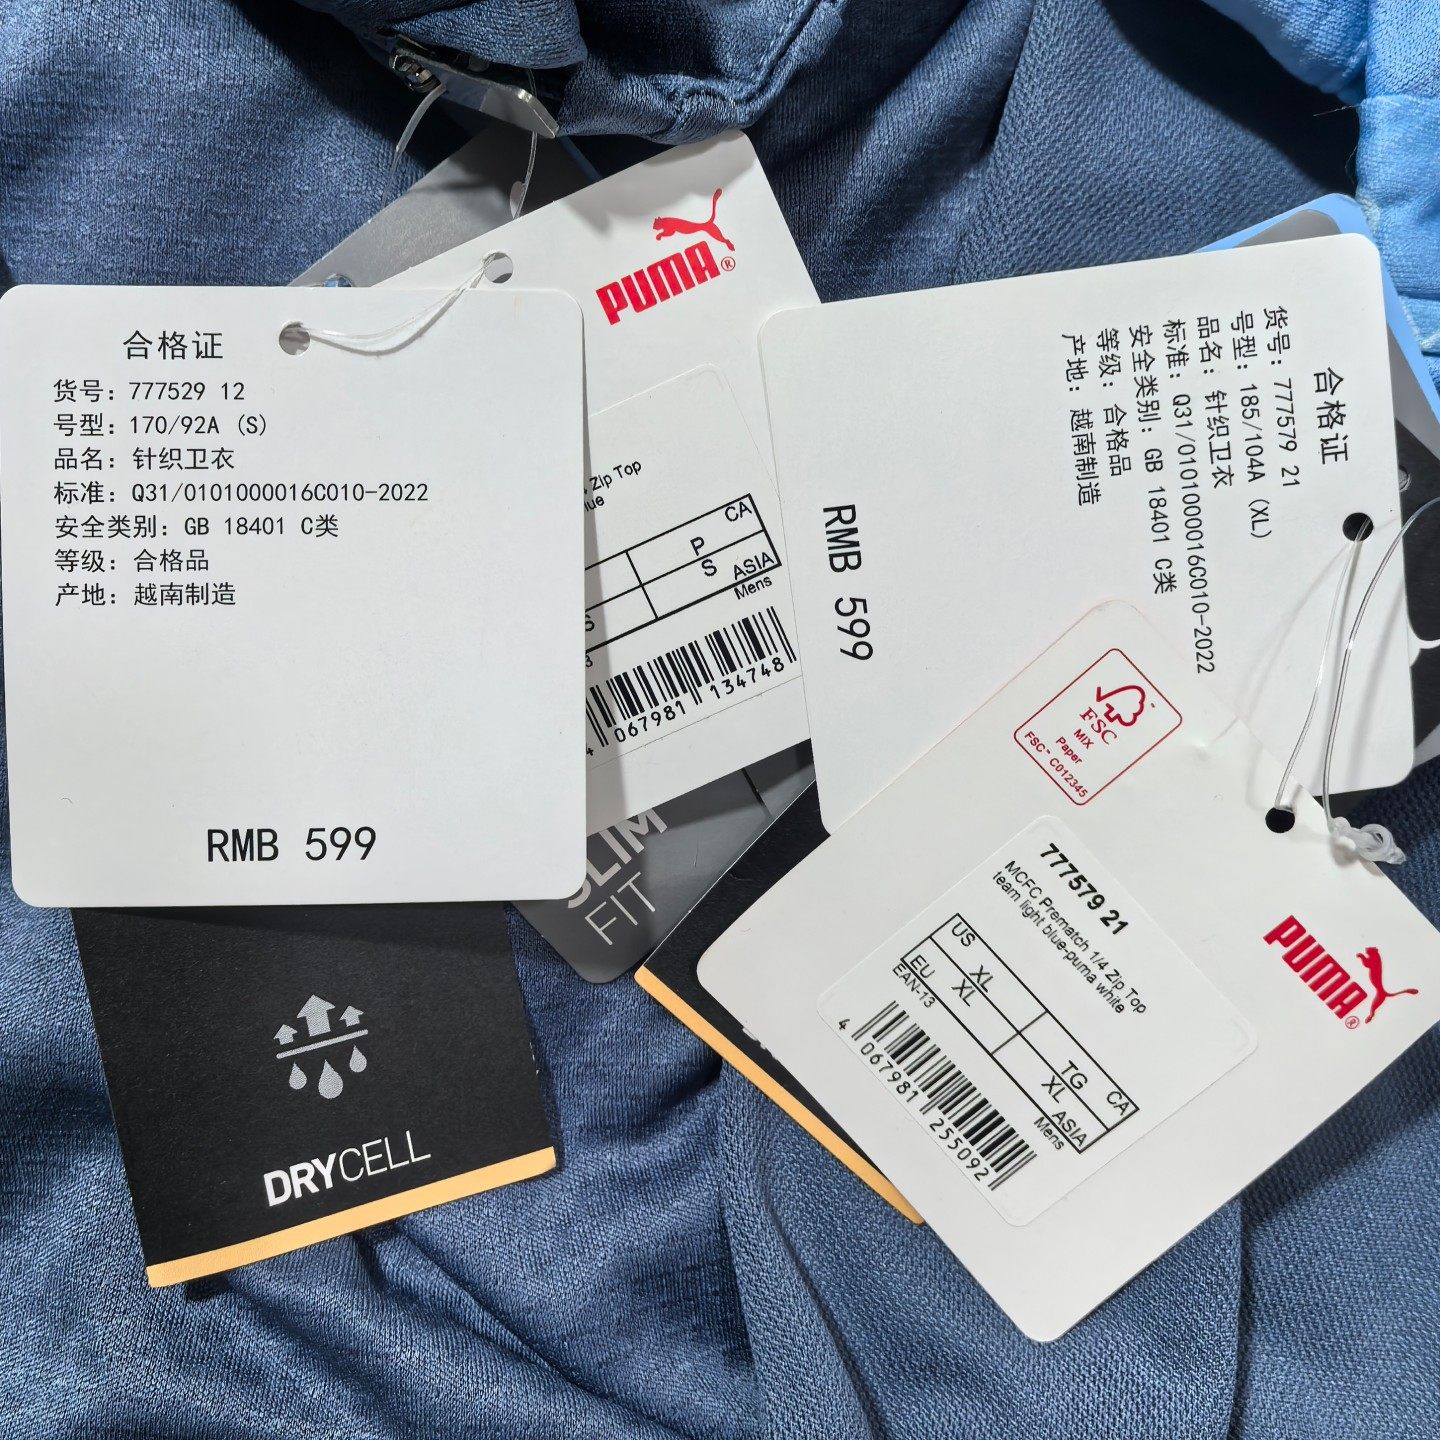 合格证
货号: 777529 12
号型: 170/92A (S)
品名: 针织卫衣
标准: Q31/0101000016C010-2022
安全类别: GB 18401 C类
等级: 合格品
产地: 越南制造
RMB 599
PUMA®
Zip Top
CA
P
S
ASIA
Mens
067981 134748
SLIM
FIT
DRYCELL
合格证
货号: 777579 21
号型: 185/104A (XL)
品名: 针织卫衣
标准: Q31/0101000016C010-2022
安全类别: GB 18401 C类
等级: 合格品
产地: 越南制造
RMB 599
FSC
MIX
Paper
FSC™ C012345
777579 21
MCFC Prematch 1/4 Zip Top
team light blue-puma white
US XL TG CA
EU XL XL ASIA
EAN-13 Mens
4 067981 255092
PUMA®